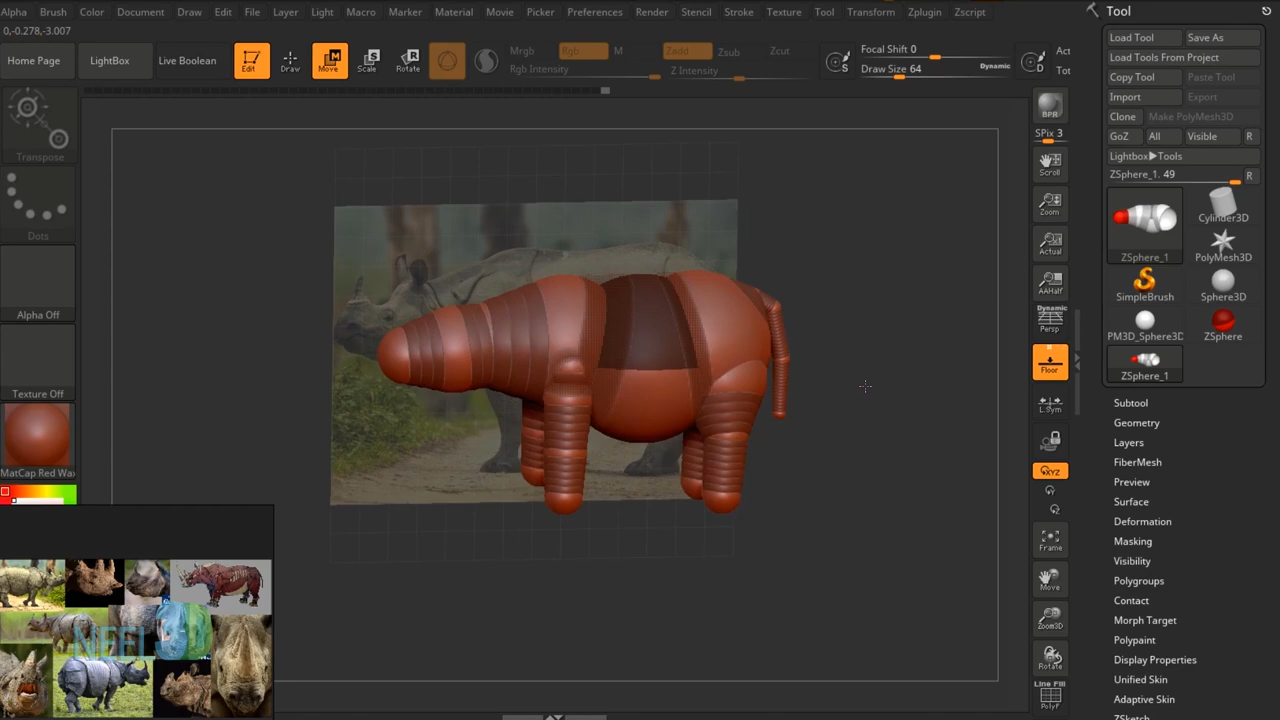 Alpha Brush Color Document Draw Edit File Layer Light Macro Marker Material Movie Picker Preferences Render Stencil Stroke Texture Tool Transform Zplugin Zscript
Tool
0,-0.278,-3.007
Home Page
LightBox
Live Boolean
Edit
Draw
Move
Scale
Rotate
Mrgb Rgb M
Rgb Intensity
Zadd Zsub Zcut
Z Intensity
S
Focal Shift 0
Draw Size 64
Dynamic
D
Act
Tot
Transpose
Dots
Alpha Off
Texture Off
MatCap Red Wax
BPR
SPix 3
Scroll
Zoom
Actual
AAHalf
Dynamic
Persp
Floor
L.Sym
XYZ
Y
Z
Frame
Move
Zoom3D
Rotate
Line Fill
PolyF
Load Tool Save As
Load Tools From Project
Copy Tool Paste Tool
Import Export
Clone Make PolyMesh3D
GoZ All Visible R
Lightbox▶Tools
ZSphere_1. 49 R
ZSphere_1
Cylinder3D
PolyMesh3D
SimpleBrush
Sphere3D
PM3D_Sphere3D
ZSphere
ZSphere_1
Subtool
Geometry
Layers
FiberMesh
Preview
Surface
Deformation
Masking
Visibility
Polygroups
Contact
Morph Target
Polypaint
Display Properties
Unified Skin
Adaptive Skin
ZSketch